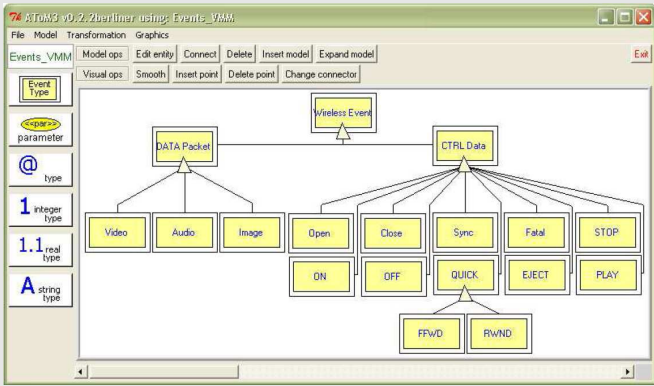 AToM3 v0.2.2berliner using: Events_VMM
File Model Transformation Graphics
Events_VMM Model ops Edit entity Connect Delete Insert model Expand model Exit
Visual ops Smooth Insert point Delete point Change connector
Event
Type
<<par>>
parameter
@ type
1 integer
type
1.1 real
type
A string
type
Wireless Event
DATA Packet CTRL Data
Video Audio Image Open Close Sync Fatal STOP
ON OFF QUICK EJECT PLAY
FFWD RWND